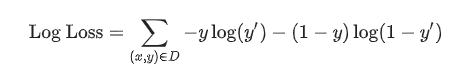 Log Loss = ∑_{(x,y)∈D} −y log(y′) − (1 − y) log(1 − y′)